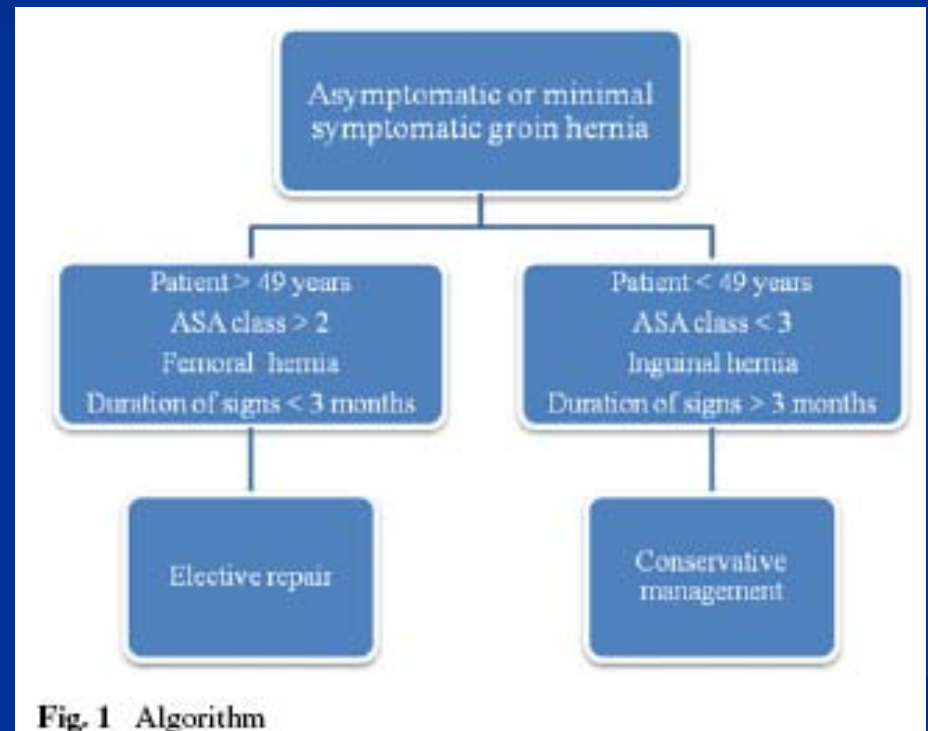 Asymptomatic or minimal
symptomatic groin hernia
Patient > 49 years
ASA class > 2
Femoral hernia
Duration of signs < 3 months
Patient < 49 years
ASA class < 3
Inguinal hernia
Duration of signs > 3 months
Elective repair
Conservative
management
Fig. 1 Algorithm